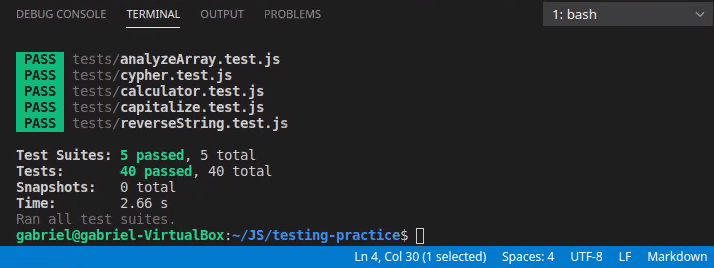 DEBUG CONSOLE TERMINAL OUTPUT PROBLEMS 1: bash
PASS tests/analyzeArray.test.js
PASS tests/cypher.test.js
PASS tests/calculator.test.js
PASS tests/capitalize.test.js
PASS tests/reverseString.test.js
Test Suites: 5 passed, 5 total
Tests: 40 passed, 40 total
Snapshots: 0 total
Time: 2.66 s
Ran all test suites.
gabriel@gabriel-VirtualBox:~/JS/testing-practice$
Ln 4, Col 30 (1 selected) Spaces: 4 UTF-8 LF Markdown